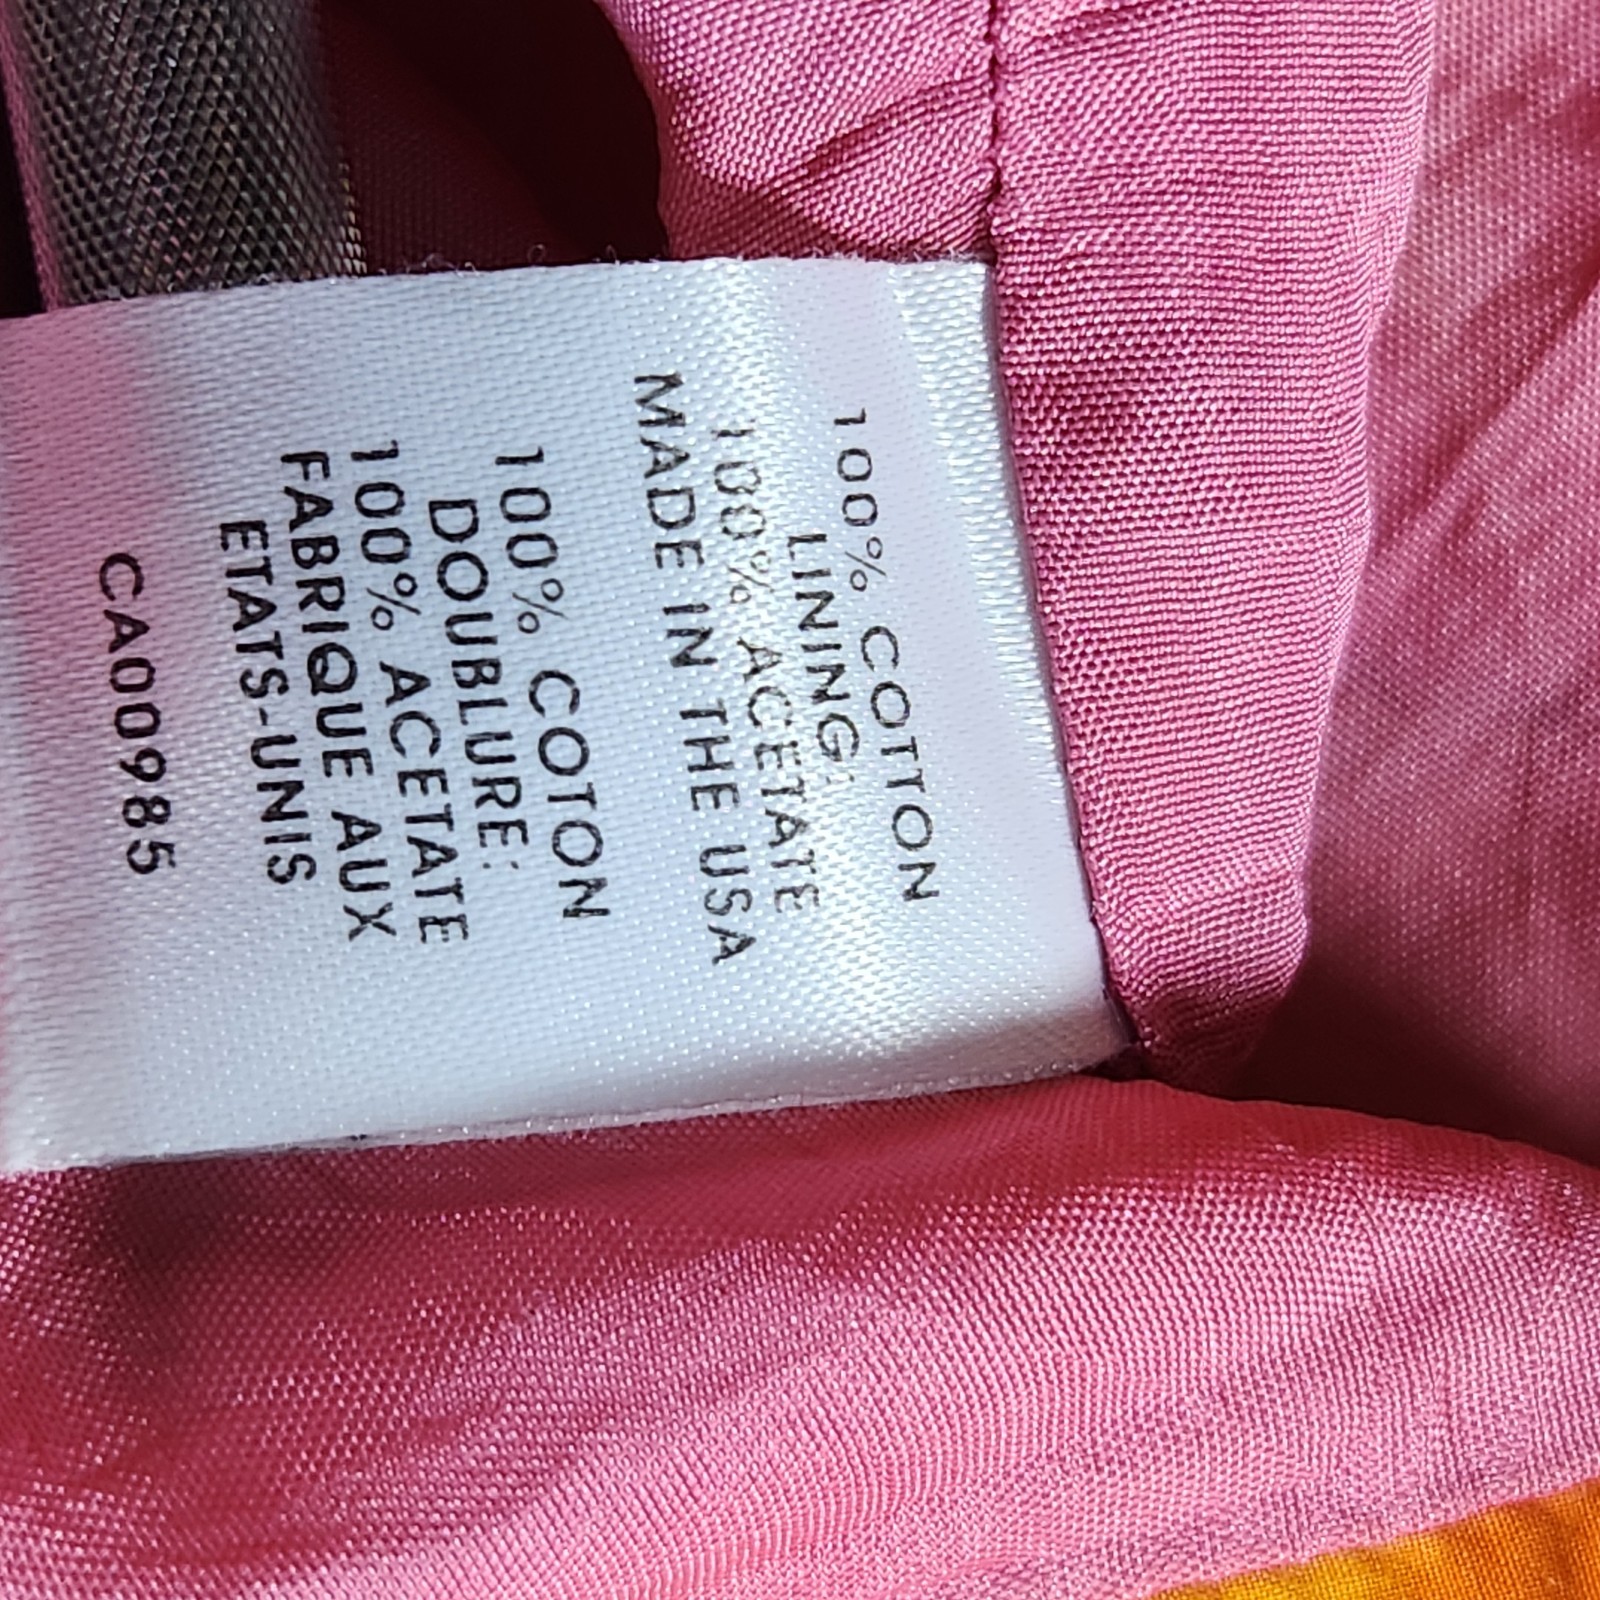 100% COTTON
LINING:
100% ACETATE
MADE IN THE USA
100% COTON
DOUBLURE:
100% ACETATE
FABRIQUE AUX
ETATS-UNIS
CA00985